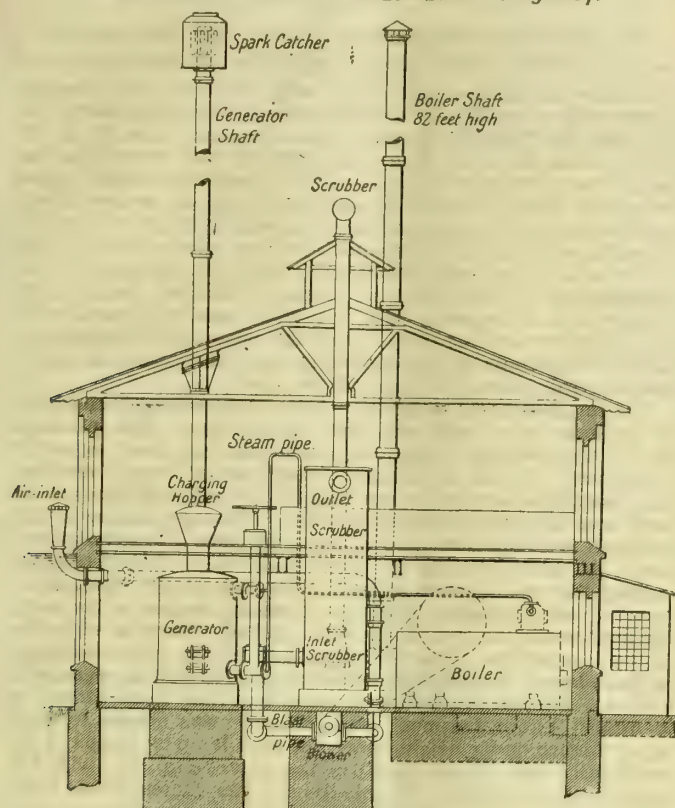 Spark Catcher
Generator
Shaft
Boiler Shaft
82 feet high
Scrubber
Steam pipe
Air-inlet
Charging
Hopper
Outlet
Scrubber
Generator
Inlet
Scrubber
Boiler
Blast
pipe
Blower